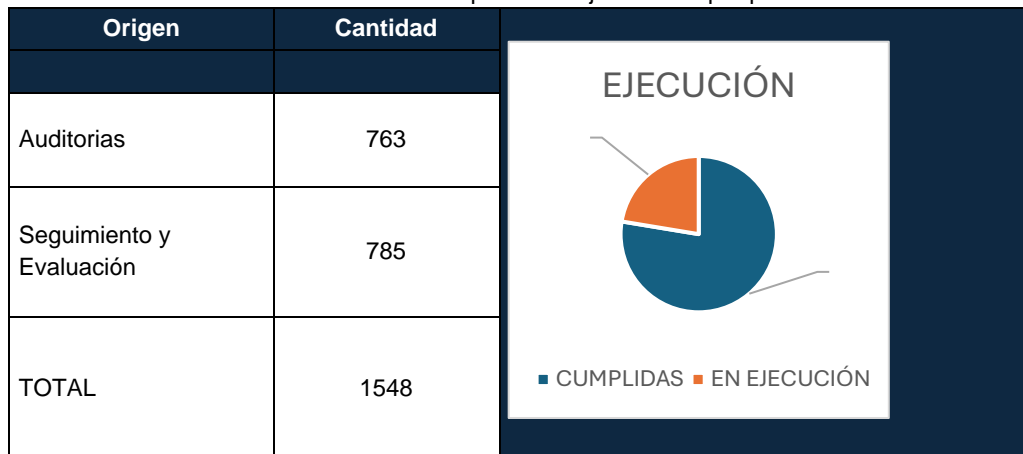 Origen Cantidad
Auditorias 763
Seguimiento y
Evaluación 785
TOTAL 1548
EJECUCIÓN
CUMPLIDAS EN EJECUCIÓN